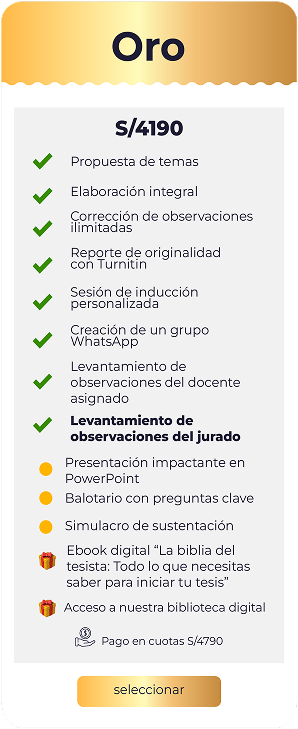 Oro
S/4190
Propuesta de temas
Elaboración integral
Corrección de observaciones
ilimitadas
Reporte de originalidad
con Turnitin
Sesión de inducción
personalizada
Creación de un grupo
WhatsApp
Levantamiento de
observaciones del docente
asignado
Levantamiento de
observaciones del jurado
Presentación impactante en
PowerPoint
Balotario con preguntas clave
Simulacro de sustentación
Ebook digital “La biblia del
tesista: Todo lo que necesitas
saber para iniciar tu tesis”
Acceso a nuestra biblioteca digital
Pago en cuotas S/4790
seleccionar